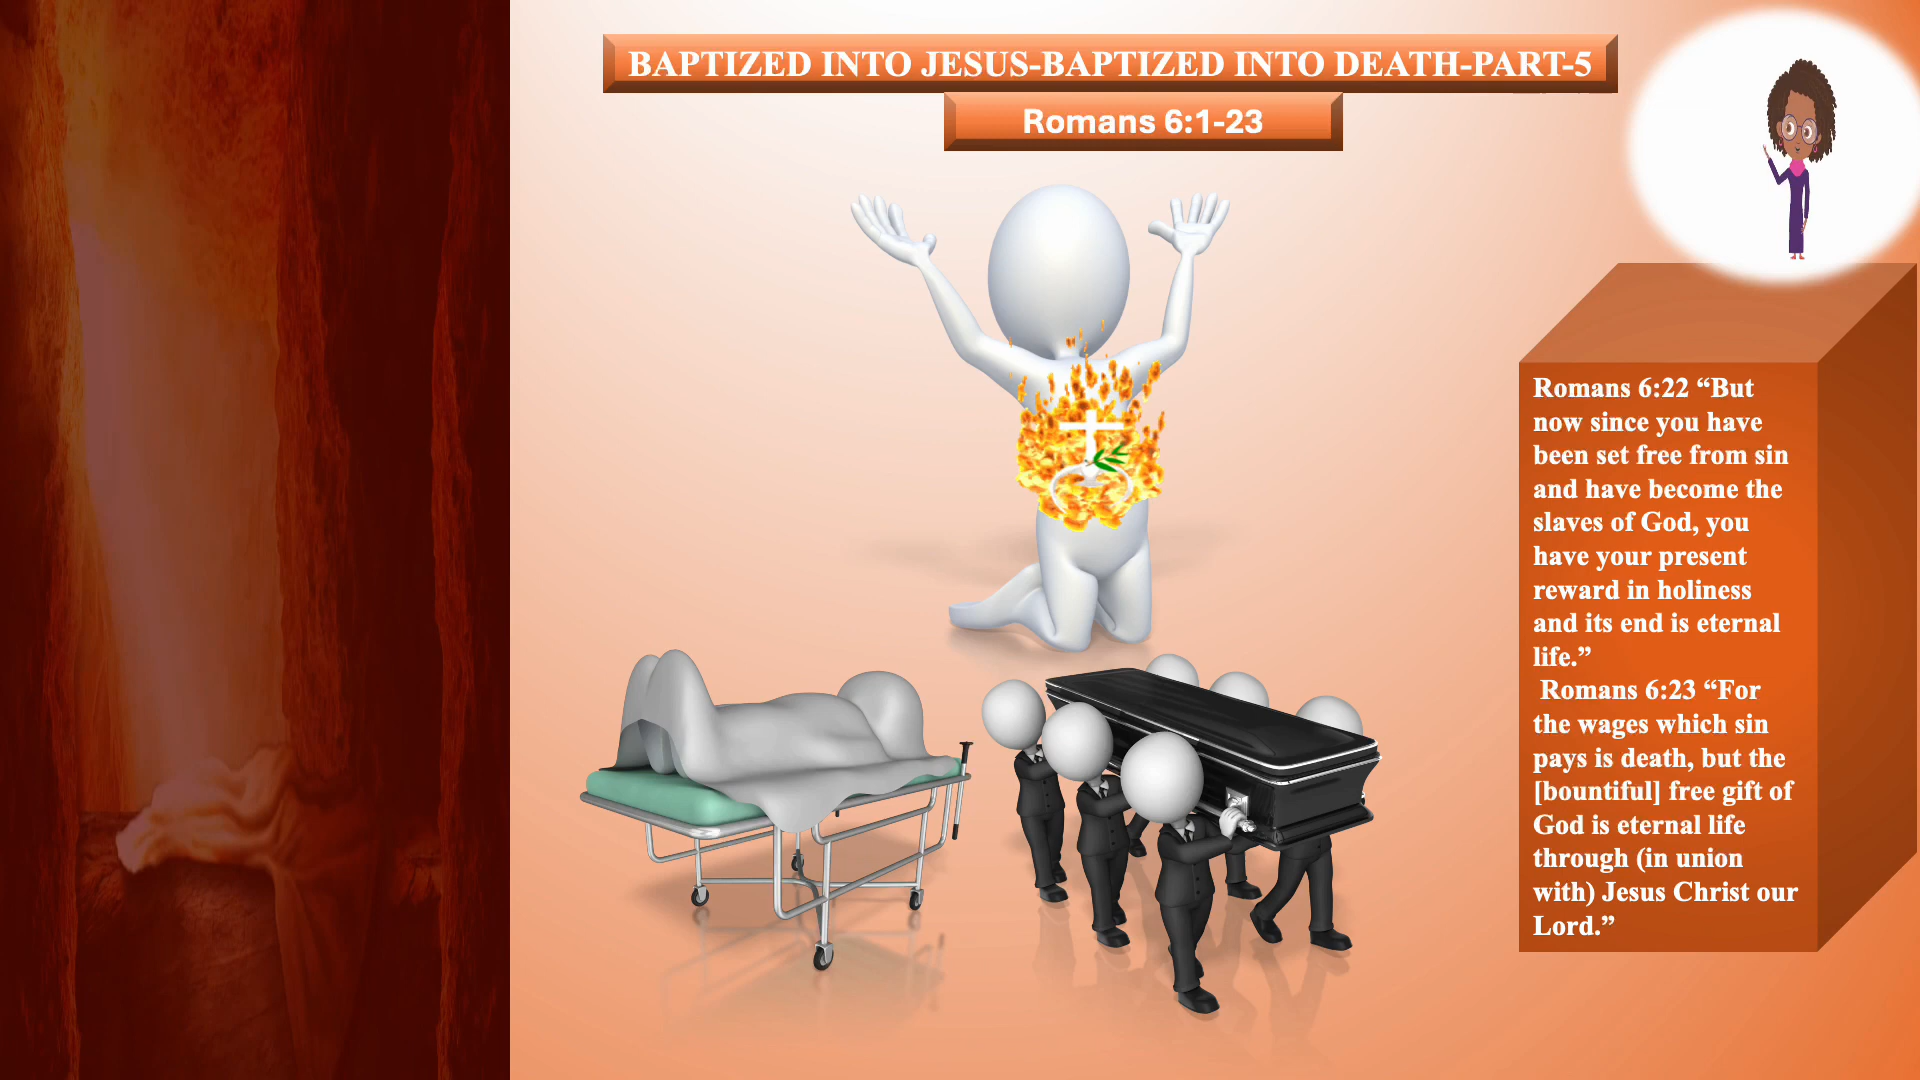 BAPTIZED INTO JESUS-BAPTIZED INTO DEATH-PART-5
Romans 6:1-23
Romans 6:22 “But
now since you have
been set free from sin
and have become the
slaves of God, you
have your present
reward in holiness
and its end is eternal
life.”
Romans 6:23 “For
the wages which sin
pays is death, but the
[bountiful] free gift of
God is eternal life
through (in union
with) Jesus Christ our
Lord.”